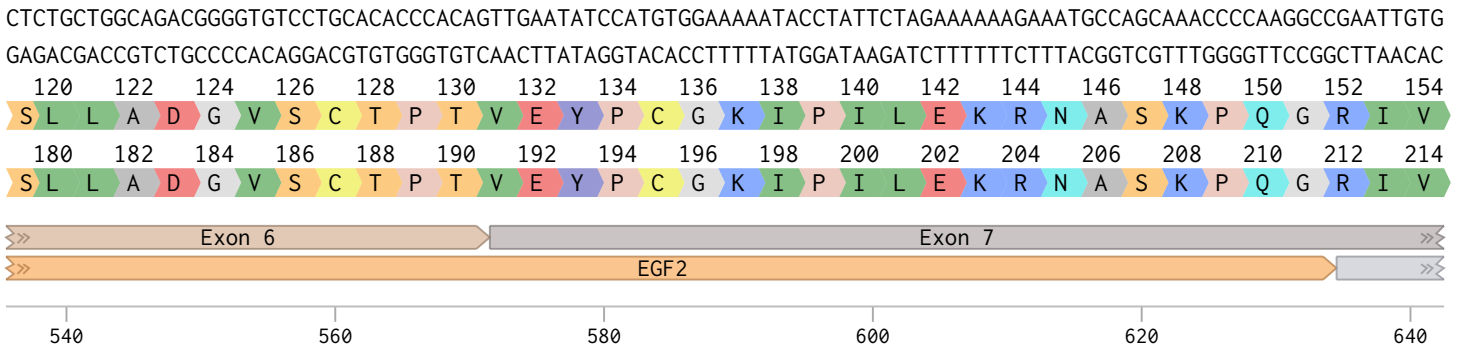 CTCTGCTGGCAGACGGGGTGTCCTGCACACCCACAGTTGAATATCCATGTGGAAAAATACCTATTCTAGAAAAAAGAAATGCCAGCAAACCCCAAGGCCGAATTGTG
GAGACGACCGTCTGCCCCACAGGACGTGTGGGTGTCAACTTATAGGTACACCTTTTTATGGATAAGATCTTTTTTCTTTACGGTCGTTTGGGGTTCCGGCTTAACAC
120 122 124 126 128 130 132 134 136 138 140 142 144 146 148 150 152 154
S L L A D G V S C T P T V E Y P C G K I P I L E K R N A S K P Q G R I V
180 182 184 186 188 190 192 194 196 198 200 202 204 206 208 210 212 214
S L L A D G V S C T P T V E Y P C G K I P I L E K R N A S K P Q G R I V
Exon 6 Exon 7
EGF2
540 560 580 600 620 640